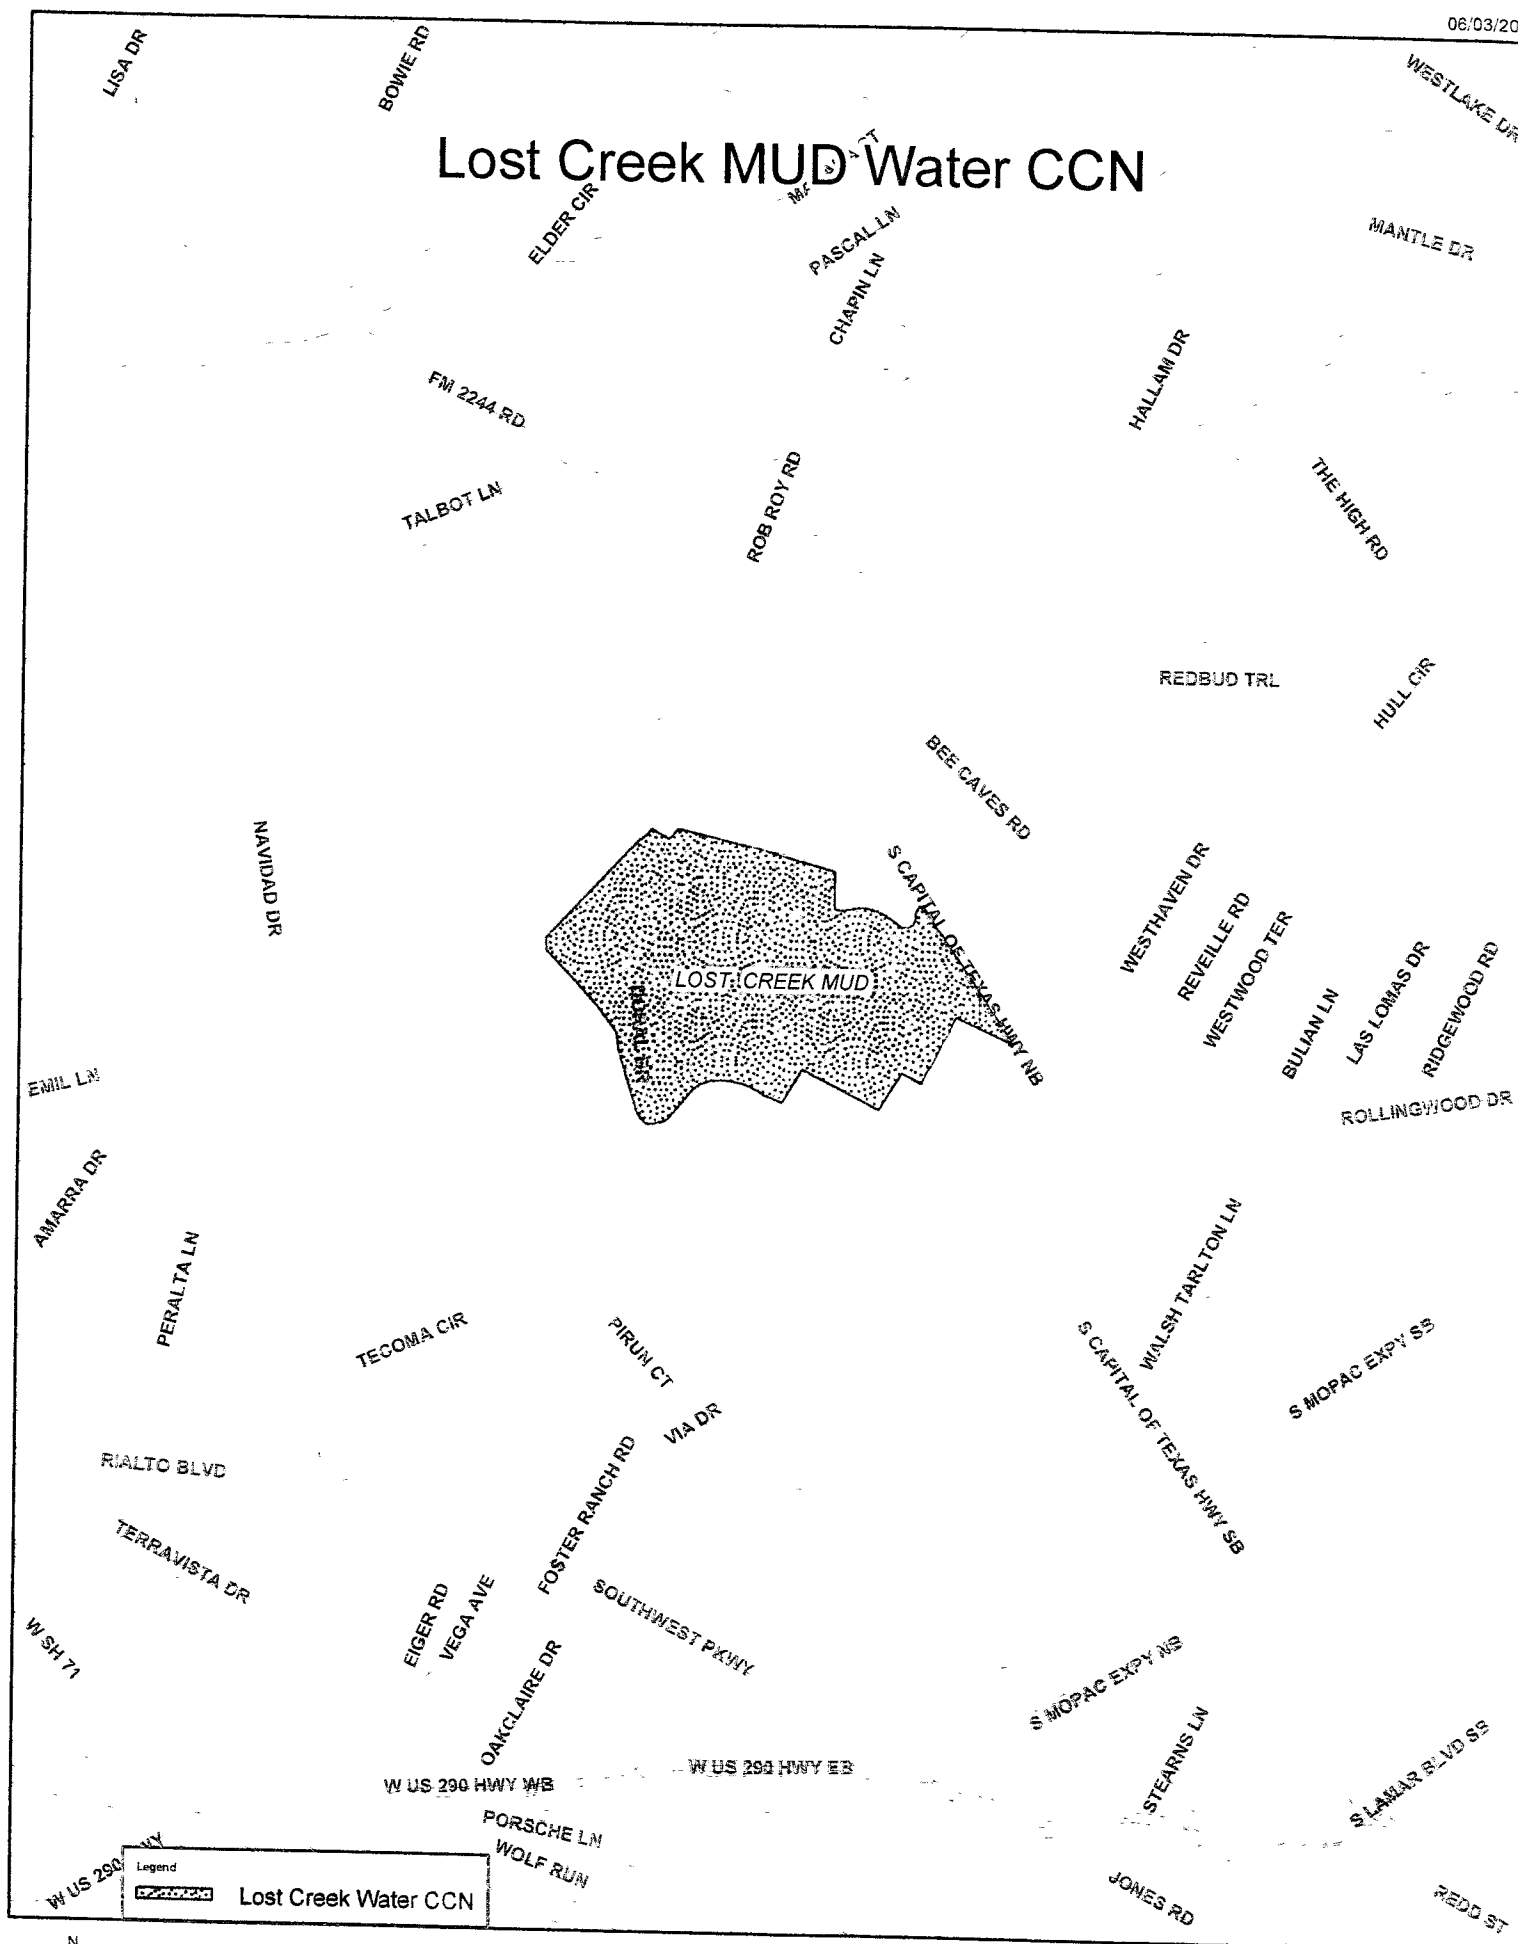 06/03/20
LISA DR
BOWIE RD
WESTLAKE DR
Lost Creek MUD Water CCN
ELDER CIR
PASCAL LN
MANTLE DR
CHAPIN LN
HALLAM DR
FM 2244 RD
TALBOT LN
ROB ROY RD
THE HIGH RD
REDBUD TRL
HULL CIR
BEE CAVES RD
NAVIDAD DR
S CAPITAL OF TEXAS HWY NB
WESTHAVEN DR
REVEILLE RD
WESTWOOD TER
LOST CREEK MUD
BULIAN LN
LAS LOMAS DR
RIDGEWOOD RD
EMIL LN
ROLLINGWOOD DR
AMARRA DR
PERALTA LN
WALSH TARLTON LN
TECOMA CIR
PIRUN CT
S CAPITAL OF TEXAS HWY SB
S MOPAC EXPY SB
VIA DR
RIALTO BLVD
FOSTER RANCH RD
TERRAVISTA DR
EIGER RD
VEGA AVE
SOUTHWEST PKWY
W SH 71
OAKCLAIRE DR
S MOPAC EXPY NB
STEARNS LN
W US 290 HWY EB
W US 290 HWY WB
S LAMAR BLVD SB
PORSCHE LN
WOLF RUN
W US 290
Legend
Lost Creek Water CCN
JONES RD
REDD ST
N